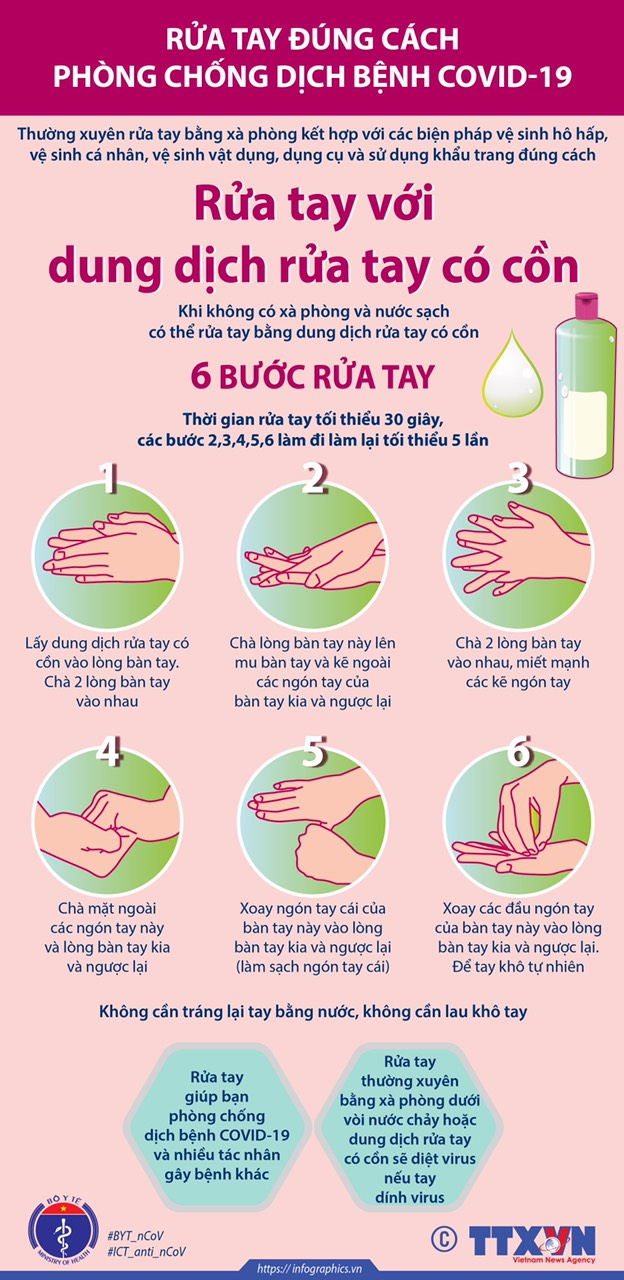 RỬA TAY ĐÚNG CÁCH
PHÒNG CHỐNG DỊCH BỆNH COVID-19
Thường xuyên rửa tay bằng xà phòng kết hợp với các biện pháp vệ sinh hô hấp,
vệ sinh cá nhân, vệ sinh vật dụng, dụng cụ và sử dụng khẩu trang đúng cách
Rửa tay với
dung dịch rửa tay có cồn
Khi không có xà phòng và nước sạch
có thể rửa tay bằng dung dịch rửa tay có cồn
6 BƯỚC RỬA TAY
Thời gian rửa tay tối thiểu 30 giây,
các bước 2,3,4,5,6 làm đi làm lại tối thiểu 5 lần
1
Lấy dung dịch rửa tay có
cồn vào lòng bàn tay.
Chà 2 lòng bàn tay
vào nhau
2
Chà lòng bàn tay này lên
mu bàn tay và kẽ ngoài
các ngón tay của
bàn tay kia và ngược lại
3
Chà 2 lòng bàn tay
vào nhau, miết mạnh
các kẽ ngón tay
4
Chà mặt ngoài
các ngón tay này
và lòng bàn tay kia
và ngược lại
5
Xoay ngón tay cái của
bàn tay này vào lòng
bàn tay kia và ngược lại
(làm sạch ngón tay cái)
6
Xoay các đầu ngón tay
của bàn tay này vào lòng
bàn tay kia và ngược lại.
Để tay khô tự nhiên
Không cần tráng lại tay bằng nước, không cần lau khô tay
Rửa tay
giúp bạn
phòng chống
dịch bệnh COVID-19
và nhiều tác nhân
gây bệnh khác
Rửa tay
thường xuyên
bằng xà phòng dưới
vòi nước chảy hoặc
dung dịch rửa tay
có cồn sẽ diệt virus
nếu tay
dính virus
BỘ Y TẾ
MINISTRY OF HEALTH
#BYT_nCoV
#ICT_anti_nCoV
© TTXVN
Vietnam News Agency
https:// infographics.vn